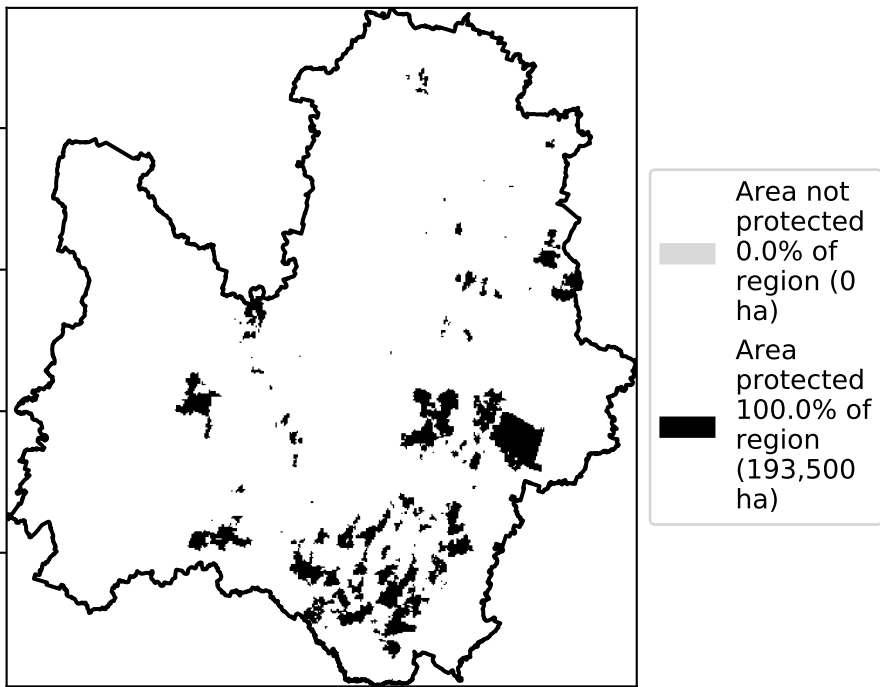 Area not
protected
0.0% of
region (0
ha)
Area
protected
100.0% of
region
(193,500
ha)